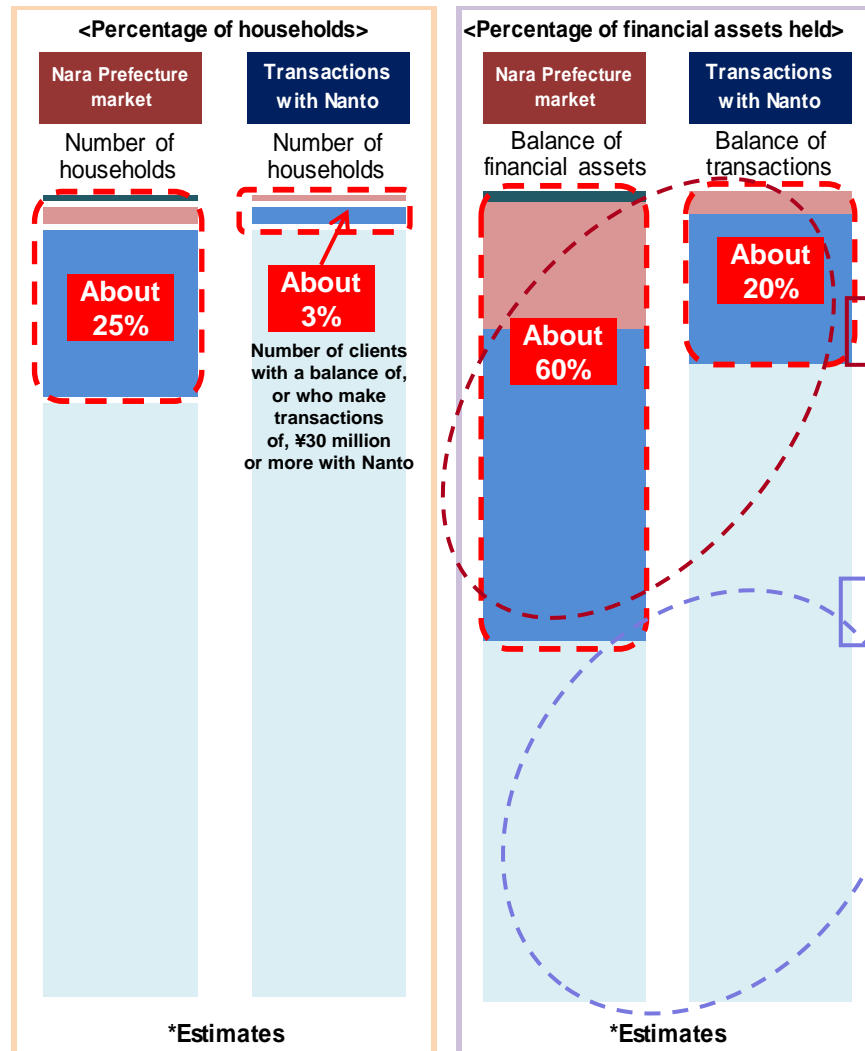 <Percentage of households>
Nara Prefecture
market
Transactions
with Nanto
Number of
households
Number of
households
About
25%
About
3%
Number of clients
with a balance of,
or who make
transactions
of, ¥30 million
or more with Nanto
*Estimates
<Percentage of financial assets held>
Nara Prefecture
market
Transactions
with Nanto
Balance of
financial assets
Balance of
transactions
About
60%
About
20%
*Estimates